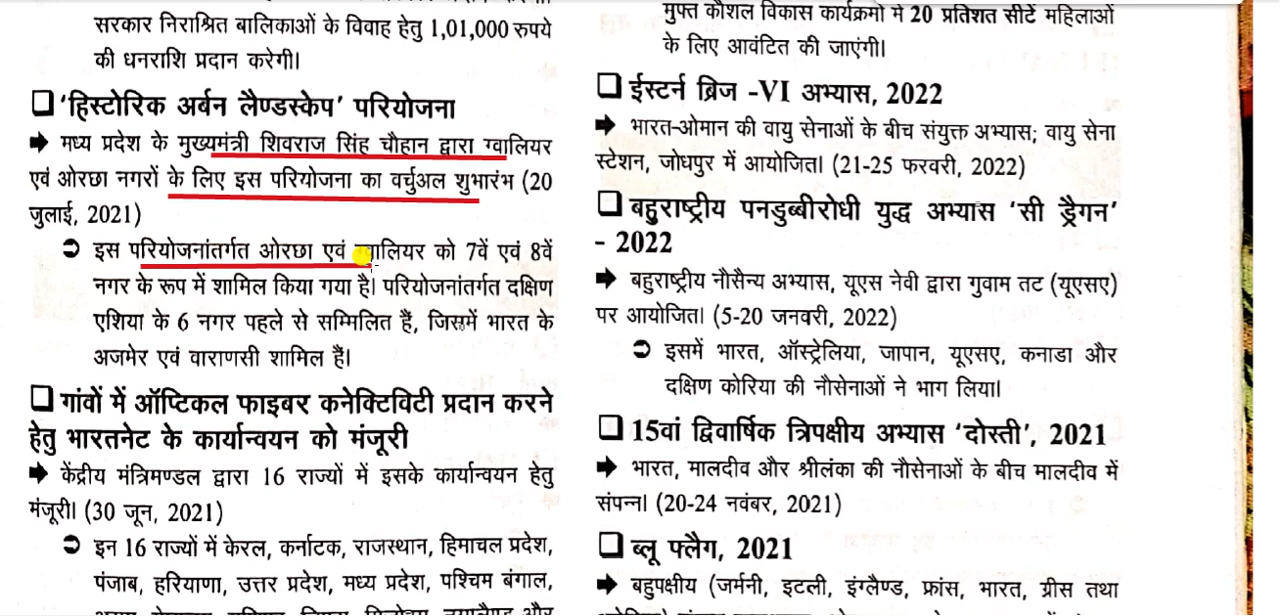 सरकार निराश्रित बालिकाओं के विवाह हेतु 1,01,000 रुपये
की धनराशि प्रदान करेगी।
❑ ‘हिस्टोरिक अर्बन लैण्डस्केप’ परियोजना
➡ मध्य प्रदेश के मुख्यमंत्री शिवराज सिंह चौहान द्वारा ग्वालियर
एवं ओरछा नगरों के लिए इस परियोजना का वर्चुअल शुभारंभ (20
जुलाई, 2021)
➲ इस परियोजनांतर्गत ओरछा एवं ग्वालियर को 7वें एवं 8वें
नगर के रूप में शामिल किया गया है। परियोजनांतर्गत दक्षिण
एशिया के 6 नगर पहले से सम्मिलित हैं, जिसमें भारत के
अजमेर एवं वाराणसी शामिल हैं।
❑ गांवों में ऑप्टिकल फाइबर कनेक्टिविटी प्रदान करने
हेतु भारतनेट के कार्यान्वयन को मंजूरी
➡ केंद्रीय मंत्रिमण्डल द्वारा 16 राज्यों में इसके कार्यान्वयन हेतु
मंजूरी। (30 जून, 2021)
➲ इन 16 राज्यों में केरल, कर्नाटक, राजस्थान, हिमाचल प्रदेश,
पंजाब, हरियाणा, उत्तर प्रदेश, मध्य प्रदेश, पश्चिम बंगाल,
मुफ्त कौशल विकास कार्यक्रमों में 20 प्रतिशत सीटें महिलाओं
के लिए आवंटित की जाएंगी।
❑ ईस्टर्न ब्रिज -VI अभ्यास, 2022
➡ भारत-ओमान की वायु सेनाओं के बीच संयुक्त अभ्यास; वायु सेना
स्टेशन, जोधपुर में आयोजित। (21-25 फरवरी, 2022)
❑ बहुराष्ट्रीय पनडुब्बीरोधी युद्ध अभ्यास ‘सी ड्रैगन’
- 2022
➡ बहुराष्ट्रीय नौसैन्य अभ्यास, यूएस नेवी द्वारा गुवाम तट (यूएसए)
पर आयोजित। (5-20 जनवरी, 2022)
➲ इसमें भारत, ऑस्ट्रेलिया, जापान, यूएसए, कनाडा और
दक्षिण कोरिया की नौसेनाओं ने भाग लिया।
❑ 15वां द्विवार्षिक त्रिपक्षीय अभ्यास ‘दोस्ती’, 2021
➡ भारत, मालदीव और श्रीलंका की नौसेनाओं के बीच मालदीव में
संपन्न। (20-24 नवंबर, 2021)
❑ ब्लू फ्लैग, 2021
➡ बहुपक्षीय (जर्मनी, इटली, इंग्लैण्ड, फ्रांस, भारत, ग्रीस तथा